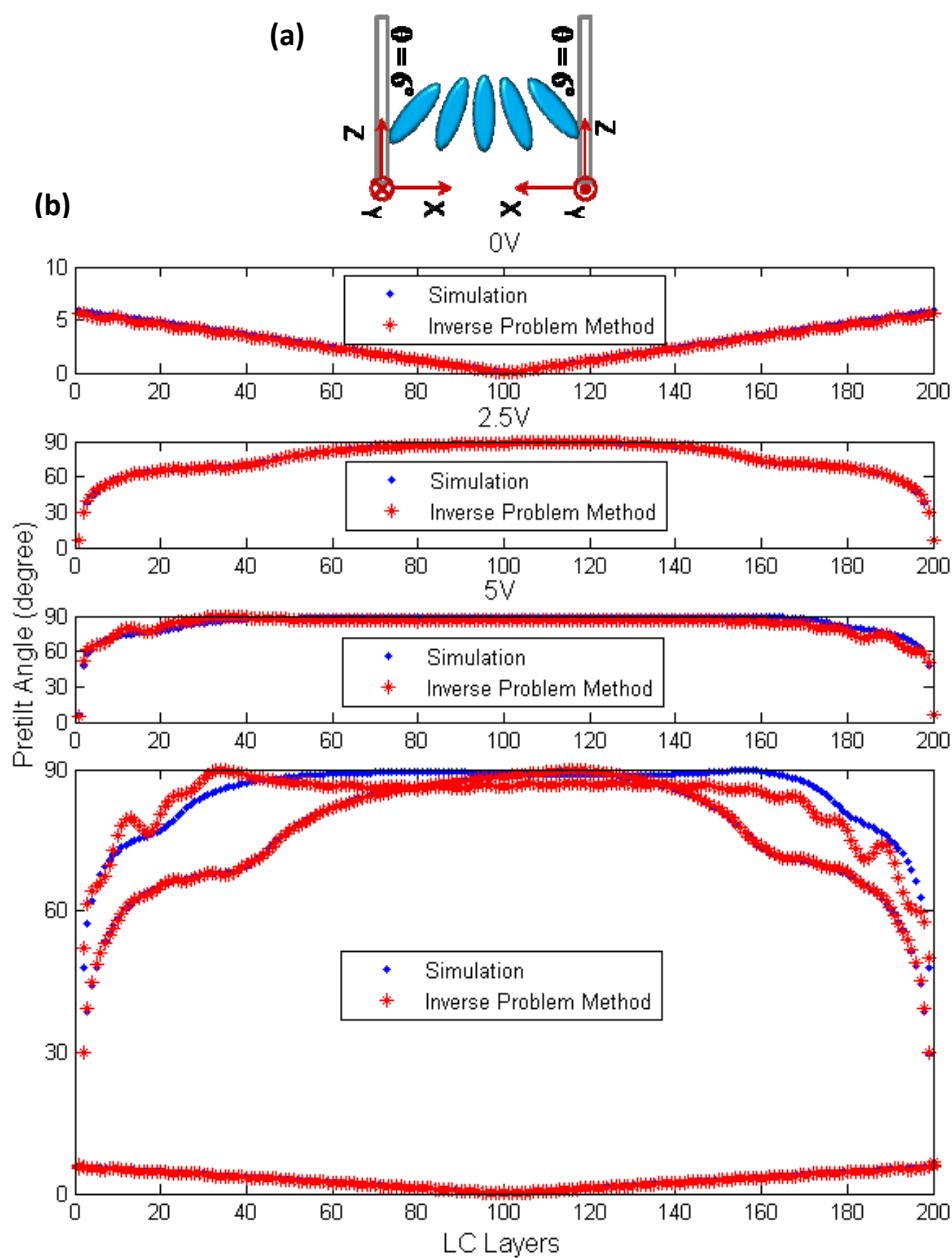 (a)
θ = 6°
θ = 6°
Z
Z
X
X
Y
Y
(b)
0V
10
5
0
Simulation
Inverse Problem Method
0 20 40 60 80 100 120 140 160 180 200
2.5V
90
60
30
0
Simulation
Inverse Problem Method
0 20 40 60 80 100 120 140 160 180 200
5V
90
60
30
0
Simulation
Inverse Problem Method
0 20 40 60 80 100 120 140 160 180 200
Pretilt Angle (degree)
90
60
30
0
Simulation
Inverse Problem Method
0 20 40 60 80 100 120 140 160 180 200
LC Layers